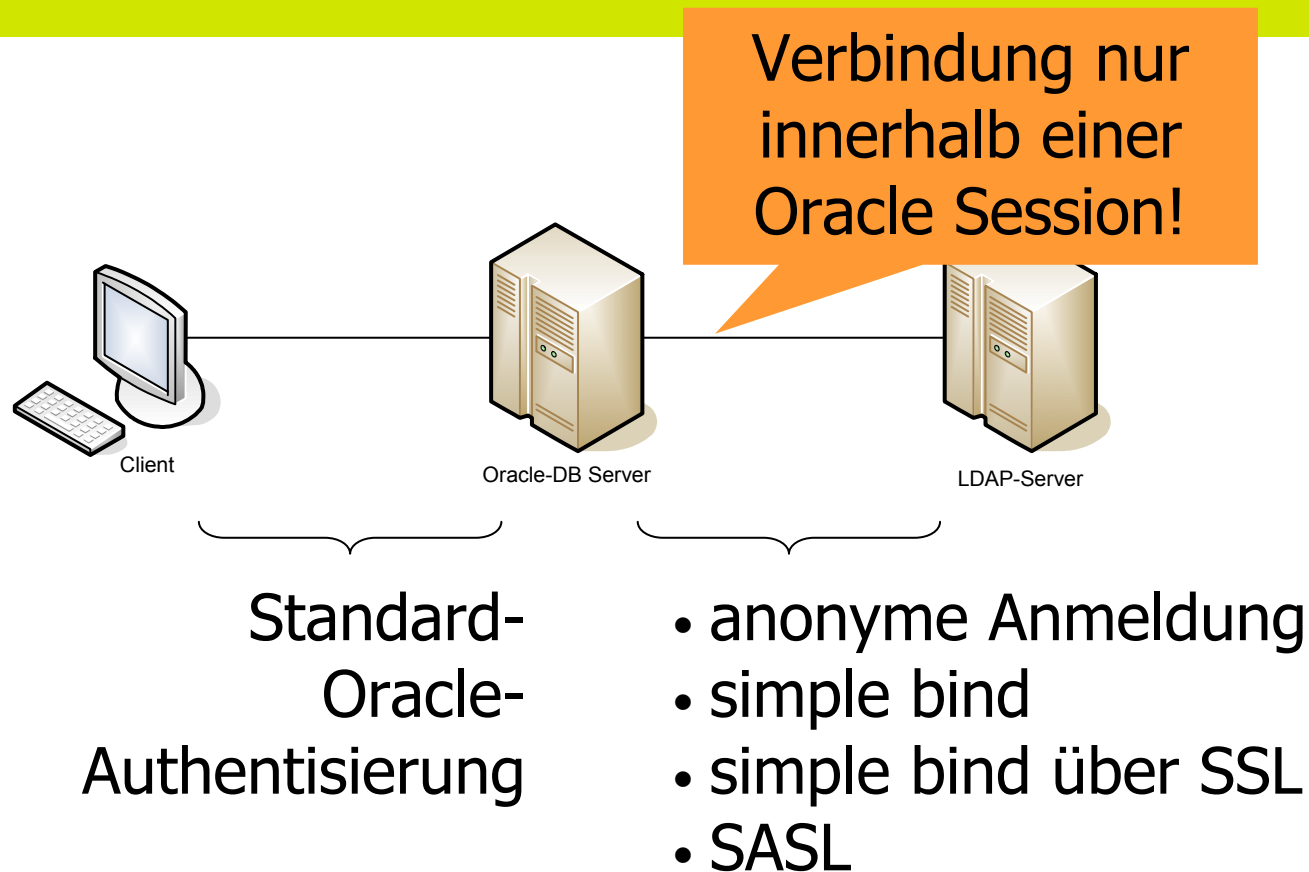 Verbindung nur
innerhalb einer
Oracle Session!
Client
Oracle-DB Server
LDAP-Server
Standard-
Oracle-
Authentisierung
• anonyme Anmeldung
• simple bind
• simple bind über SSL
• SASL